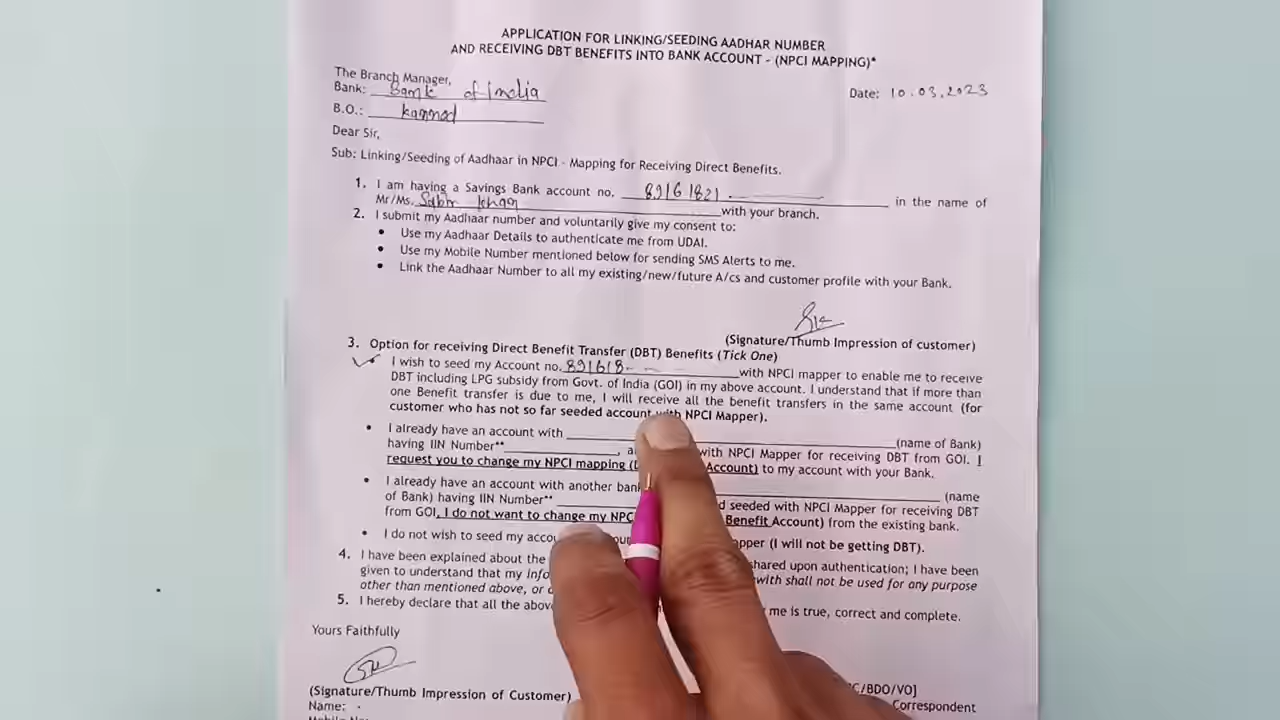 APPLICATION FOR LINKING/SEEDING AADHAR NUMBER
AND RECEIVING DBT BENEFITS INTO BANK ACCOUNT - (NPCI MAPPING)*
The Branch Manager,
Bank: Bank of India
Date: 10.03.2023
B.O.: kannod
Dear Sir,
Sub: Linking/Seeding of Aadhaar in NPCI - Mapping for Receiving Direct Benefits.
1. I am having a Savings Bank account no. 89161821 in the name of
Mr/Ms. with your branch.
2. I submit my Aadhaar number and voluntarily give my consent to:
• Use my Aadhaar Details to authenticate me from UDAI.
• Use my Mobile Number mentioned below for sending SMS Alerts to me.
• Link the Aadhaar Number to all my existing/new/future A/cs and customer profile with your Bank.
(Signature/Thumb Impression of customer)
3. Option for receiving Direct Benefit Transfer (DBT) Benefits (Tick One)
I wish to seed my Account no. 891618-- with NPCI mapper to enable me to receive
DBT including LPG subsidy from Govt. of India (GOI) in my above account. I understand that if more than
one Benefit transfer is due to me, I will receive all the benefit transfers in the same account (for
customer who has not so far seeded account with NPCI Mapper).
• I already have an account with (name of Bank)
having IIN Number** with NPCI Mapper for receiving DBT from GOI. I
request you to change my NPCI mapping ( Account) to my account with your Bank.
• I already have an account with another bank (name
of Bank) having IIN Number** seeded with NPCI Mapper for receiving DBT
from GOI, I do not want to change my NPC Benefit Account) from the existing bank.
• I do not wish to seed my (I will not be getting DBT).
4. I have been explained about the shared upon authentication; I have been
given to understand that my with shall not be used for any purpose
other than mentioned above, or
5. I hereby declare that all the above me is true, correct and complete.
Yours Faithfully
(Signature/Thumb Impression of Customer) C/BDO/VO]
Name: Correspondent